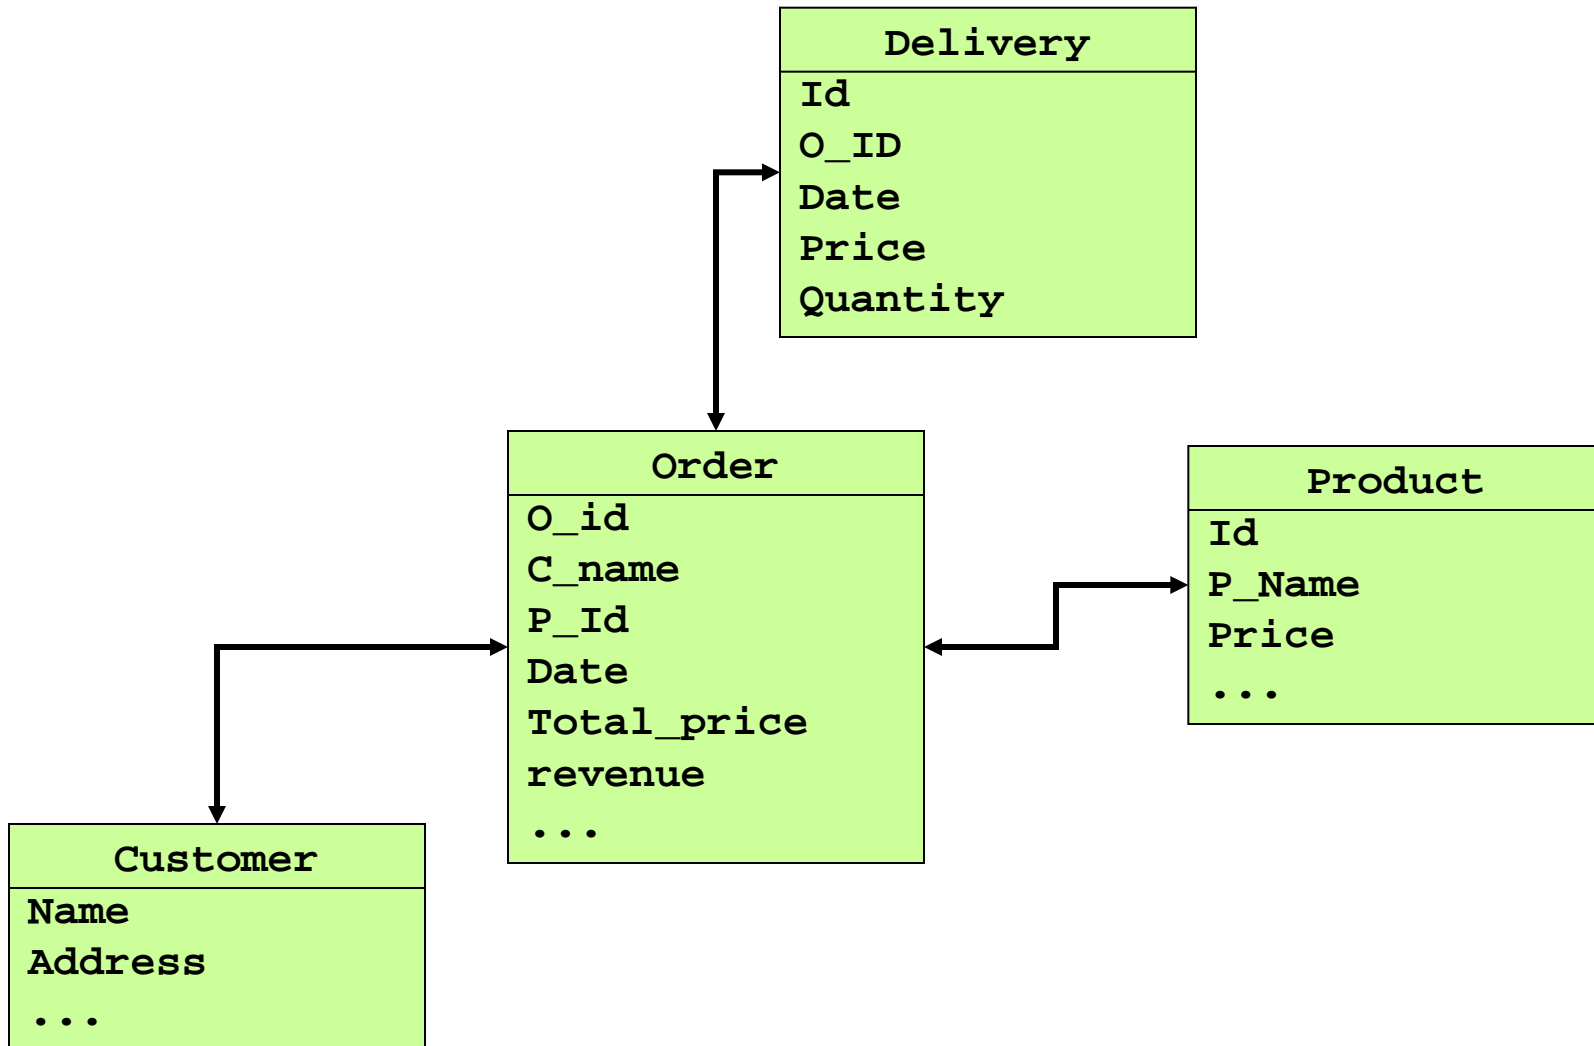 Delivery
Id
O_ID
Date
Price
Quantity
Order
O_id
C_name
P_Id
Date
Total_price
revenue
...
Product
Id
P_Name
Price
...
Customer
Name
Address
...